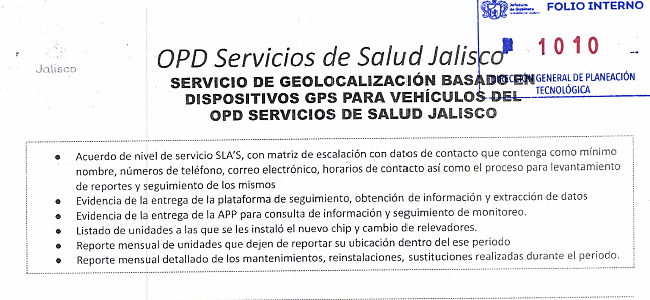 FOLIO INTERNO
1010
Jalisco
OPD Servicios de Salud Jalisco
SERVICIO DE GEOLOCALIZACIÓN BASADO EN
DIRECCIÓN GENERAL DE PLANEACIÓN
TECNOLÓGICA
DISPOSITIVOS GPS PARA VEHÍCULOS DEL
OPD SERVICIOS DE SALUD JALISCO
• Acuerdo de nivel de servicio SLA'S, con matriz de escalación con datos de contacto que contenga como mínimo
nombre, números de teléfono, correo electrónico, horarios de contacto así como el proceso para levantamiento
de reportes y seguimiento de los mismos
• Evidencia de la entrega de la plataforma de seguimiento, obtención de información y extracción de datos
• Evidencia de la entrega de la APP para consulta de información y seguimiento de monitoreo.
• Listado de unidades a las que se les instaló el nuevo chip y cambio de relevadores.
• Reporte mensual de unidades que dejen de reportar su ubicación dentro del ese periodo
• Reporte mensual detallado de los mantenimientos, reinstalaciones, sustituciones realizadas durante el periodo.